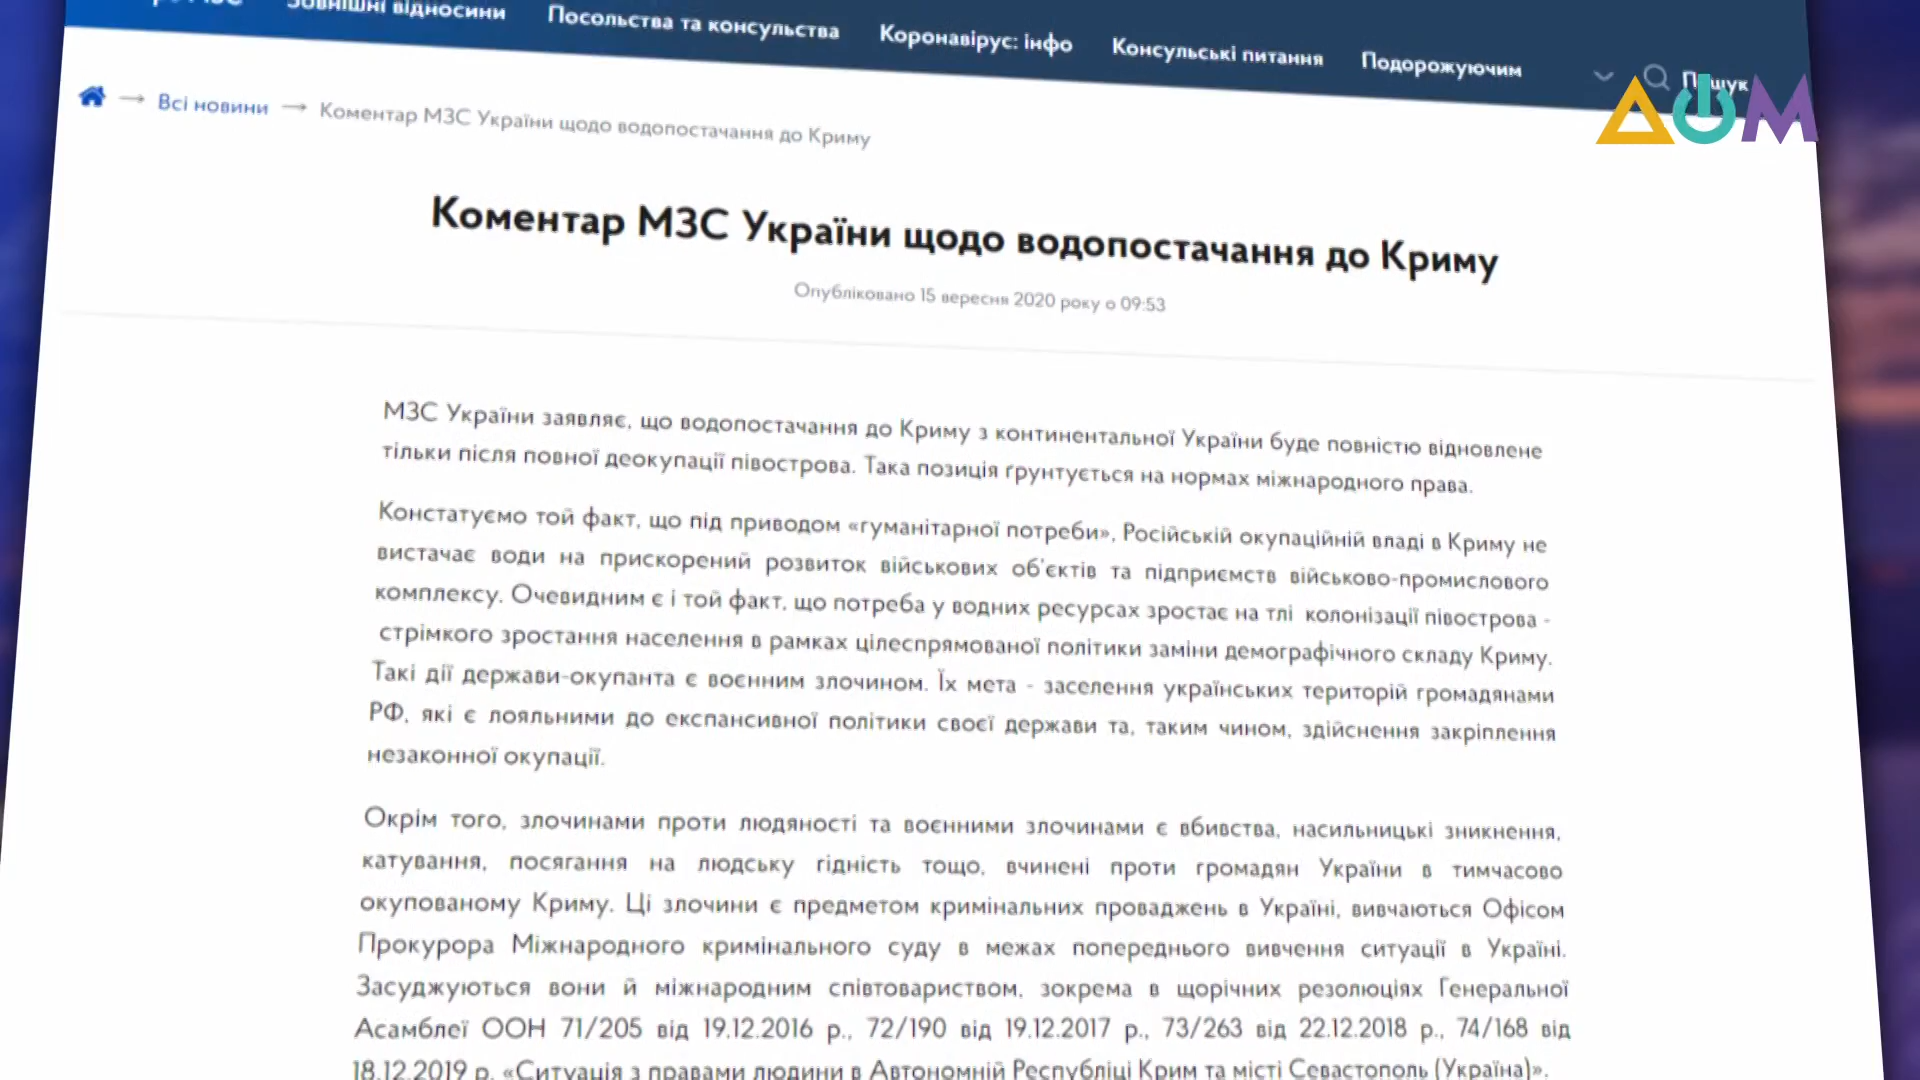 МЗС
Зовнішні відносини
Посольства та консульства
Коронавірус: інфо
Консульські питання
Подорожуючим
Пошук
ДОМ
Всі новини → Коментар МЗС України щодо водопостачання до Криму
Коментар МЗС України щодо водопостачання до Криму
Опубліковано 15 вересня 2020 року о 09:53
МЗС України заявляє, що водопостачання до Криму з континентальної України буде повністю відновлене
тільки після повної деокупації півострова. Така позиція ґрунтується на нормах міжнародного права.
Констатуємо той факт, що під приводом «гуманітарної потреби», Російській окупаційній владі в Криму не
вистачає води на прискорений розвиток військових об'єктів та підприємств військово-промислового
комплексу. Очевидним є і той факт, що потреба у водних ресурсах зростає на тлі колонізації півострова -
стрімкого зростання населення в рамках цілеспрямованої політики заміни демографічного складу Криму.
Такі дії держави-окупанта є воєнним злочином. Їх мета - заселення українських територій громадянами
РФ, які є лояльними до експансивної політики своєї держави та, таким чином, здійснення закріплення
незаконної окупації.
Окрім того, злочинами проти людяності та воєнними злочинами є вбивства, насильницькі зникнення,
катування, посягання на людську гідність тощо, вчинені проти громадян України в тимчасово
окупованому Криму. Ці злочини є предметом кримінальних проваджень в Україні, вивчаються Офісом
Прокурора Міжнародного кримінального суду в межах попереднього вивчення ситуації в Україні.
Засуджуються вони й міжнародним співтовариством, зокрема в щорічних резолюціях Генеральної
Асамблеї ООН 71/205 від 19.12.2016 р., 72/190 від 19.12.2017 р., 73/263 від 22.12.2018 р., 74/168 від
18.12.2019 р. «Ситуація з правами людини в Автономній Республіці Крим та місті Севастополь (Україна)».